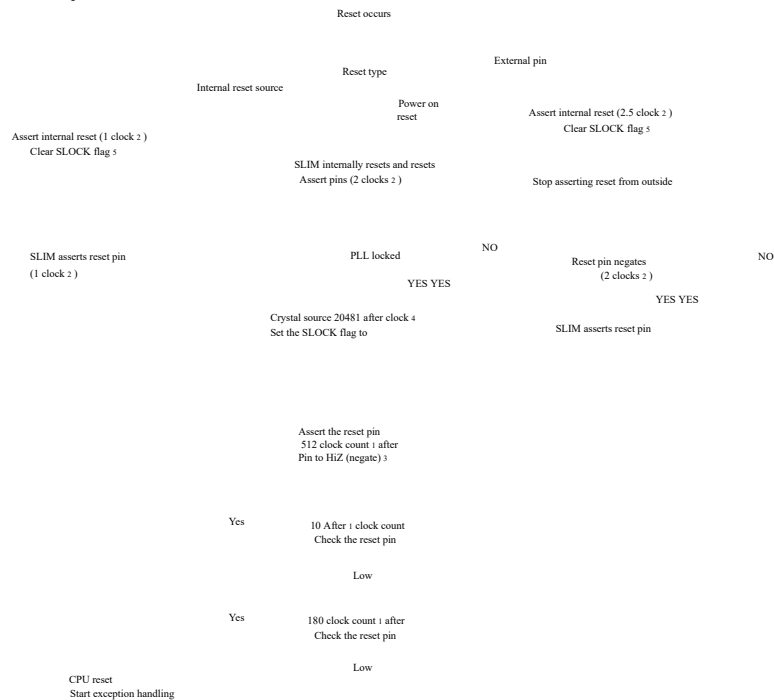 Reset occurs
External pin
Reset type
Internal reset source
Power on
reset
Assert internal reset (2.5 clock 2 )
Clear SLOCK flag 5
Assert internal reset (1 clock 2 )
Clear SLOCK flag 5
SLIM internally resets and resets
Assert pins (2 clocks 2 )
Stop asserting reset from outside
NO
SLIM asserts reset pin
(1 clock 2 )
PLL locked
Reset pin negates
(2 clocks 2 )
NO
YES YES
YES YES
Crystal source 20481 after clock 4
Set the SLOCK flag to
SLIM asserts reset pin
Assert the reset pin
512 clock count 1 after
Pin to HiZ (negate) 3
Yes
10 After 1 clock count
Check the reset pin
Low
Yes
180 clock count 1 after
Check the reset pin
Low
CPU reset
Start exception handling